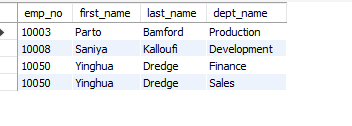 emp_no first_name last_name dept_name
10003 Parto Bamford Production
10008 Saniya Kalloufi Development
10050 Yinghua Dredge Finance
10050 Yinghua Dredge Sales